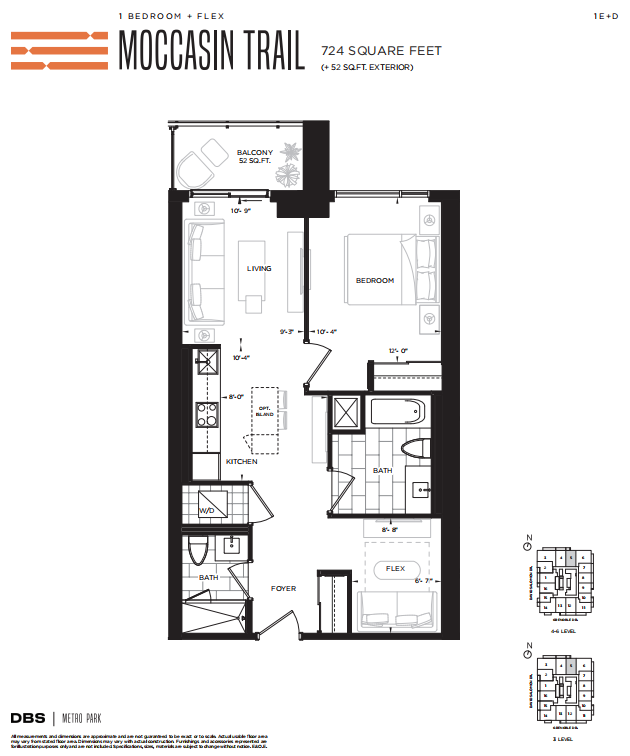 1 BEDROOM + FLEX
1E+D
MOCCASIN TRAIL
724 SQUARE FEET
(+ 52 SQ.FT. EXTERIOR)
BALCONY
52 SQ.FT.
10'- 9"
LIVING
BEDROOM
9'-3"
10'- 4"
10'-4"
12'- 0"
8'-0"
OPT.
ISLAND
KITCHEN
BATH
W/D
8'- 8"
BATH
FLEX
6'- 7"
FOYER
N
GRENOBLE DR.
4-6 LEVEL
N
GRENOBLE DR.
3 LEVEL
DBS | METRO PARK
All measurements and dimensions are approximate and are not guaranteed to be exact or to scale. Actual usable floor area
may vary from stated floor area. Dimensions may vary with actual construction. Furnishings and accessories represented are
for illustration purposes only and are not included. Specifications, sizes, materials are subject to change without notice. E.&O.E.